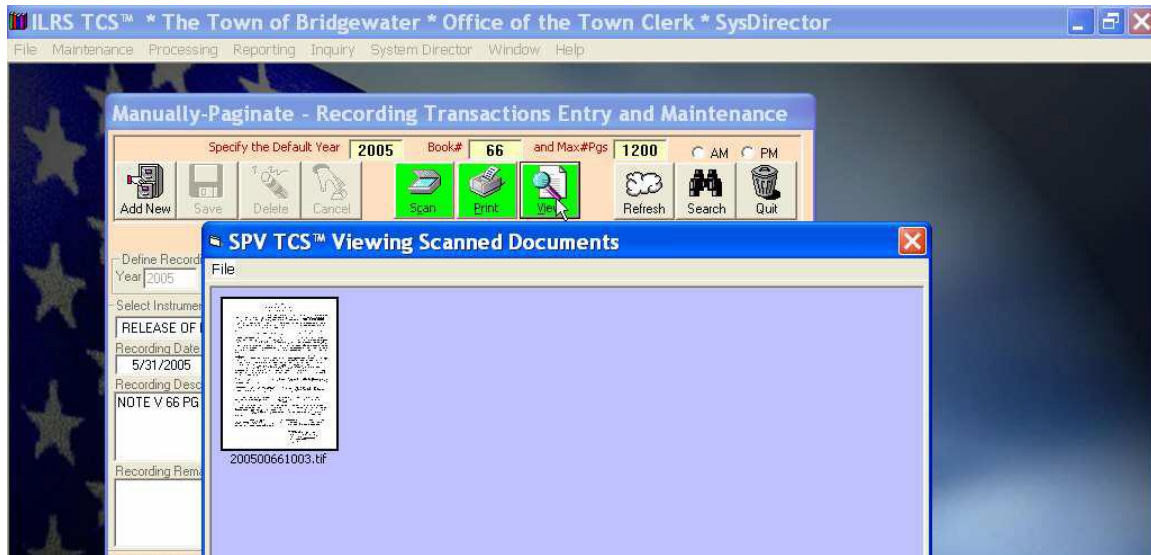 ILRS TCS™ * The Town of Bridgewater * Office of the Town Clerk * SysDirector
File Maintenance Processing Reporting Inquiry System Director Window Help
Manually-Paginate - Recording Transactions Entry and Maintenance
Specify the Default Year 2005 Book# 66 and Max#Pgs 1200 AM PM
Add New Save Delete Cancel Scan Print View Refresh Search Quit
SPV TCS™ Viewing Scanned Documents
File
Define Record
Year 2005
Select Instrume
RELEASE OF
Recording Date
5/31/2005
Recording Desc
NOTE V 66 PG
Recording Rema
200500661003.tif